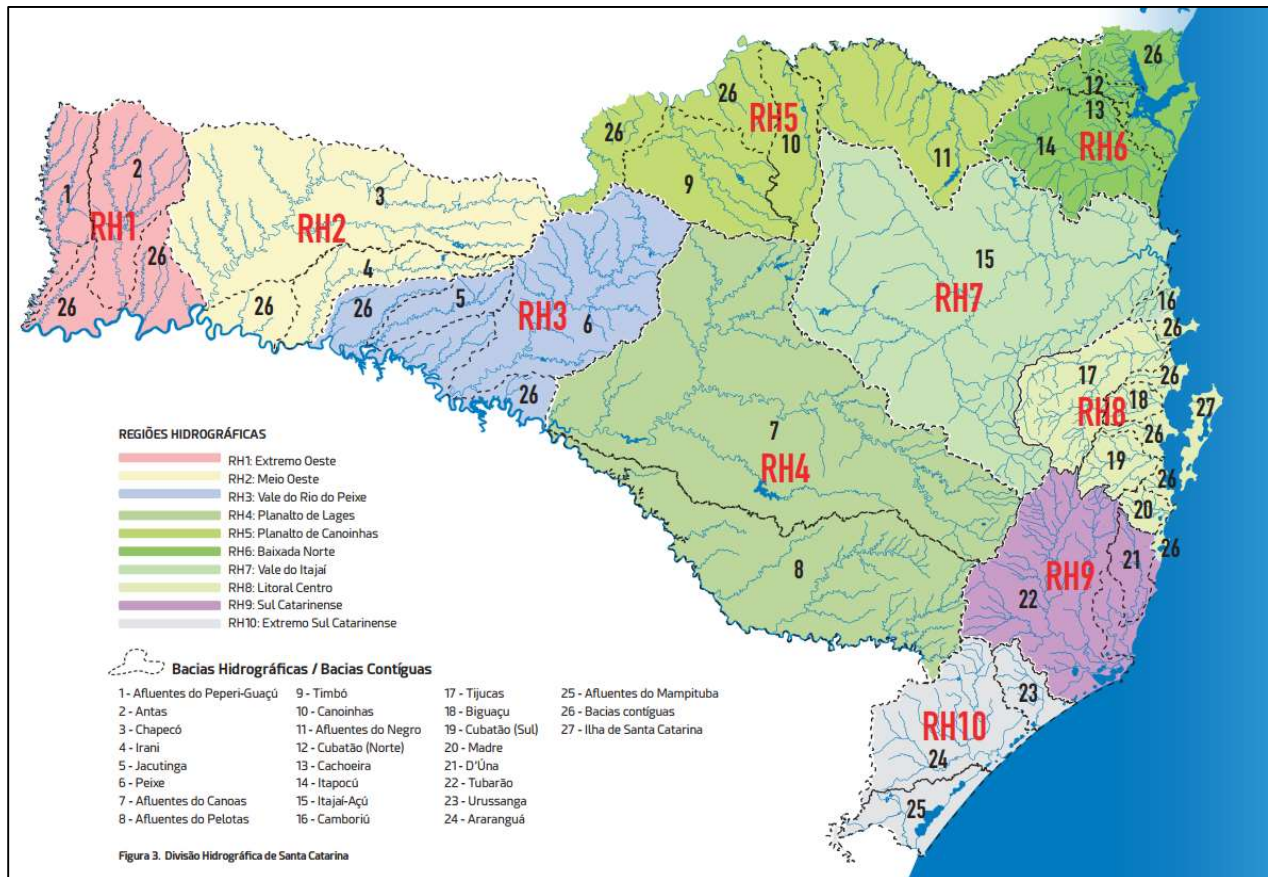 26
12
13
RH6
14
26
RH5
10
26
9
11
1
2
RH1
26
26
3
RH2
4
26
26
5
RH3
6
26
15
RH7
16
26
17
26
RH8
18
27
26
19
26
20
26
7
RH4
8
21
RH9
22
23
RH10
24
25
REGIÕES HIDROGRÁFICAS
RH1: Extremo Oeste
RH2: Meio Oeste
RH3: Vale do Rio do Peixe
RH4: Planalto de Lages
RH5: Planalto de Canoinhas
RH6: Baixada Norte
RH7: Vale do Itajaí
RH8: Litoral Centro
RH9: Sul Catarinense
RH10: Extremo Sul Catarinense
Bacias Hidrográficas / Bacias Contíguas
1 - Afluentes do Peperi-Guaçú
2 - Antas
3 - Chapecó
4 - Irani
5 - Jacutinga
6 - Peixe
7 - Afluentes do Canoas
8 - Afluentes do Pelotas
9 - Timbó
10 - Canoinhas
11 - Afluentes do Negro
12 - Cubatão (Norte)
13 - Cachoeira
14 - Itapocú
15 - Itajaí-Açú
16 - Camboriú
17 - Tijucas
18 - Biguaçu
19 - Cubatão (Sul)
20 - Madre
21 - D'Úna
22 - Tubarão
23 - Urussanga
24 - Araranguá
25 - Afluentes do Mampituba
26 - Bacias contíguas
27 - Ilha de Santa Catarina
Figura 3. Divisão Hidrográfica de Santa Catarina